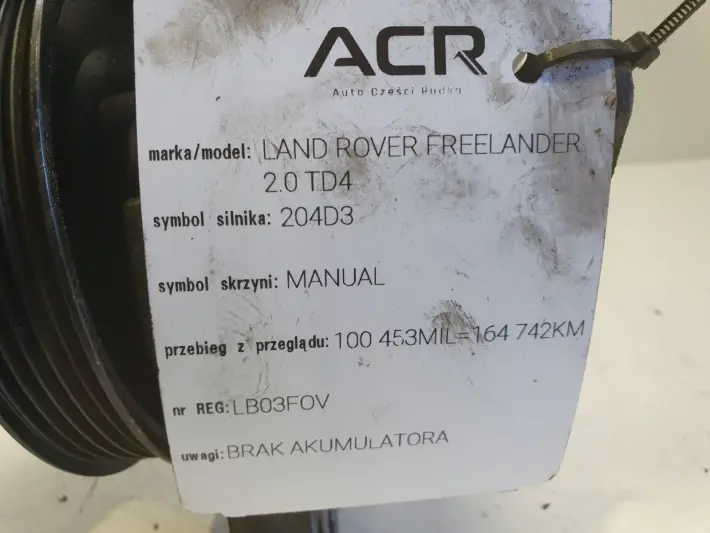 ACR
Auto Części Rudka
marka/model: LAND ROVER FREELANDER
2.0 TD4
symbol silnika: 204D3
symbol skrzyni: MANUAL
przebieg z przeglądu: 100 453MIL=164 742KM
nr REG: LB03FOV
uwagi: BRAK AKUMULATORA